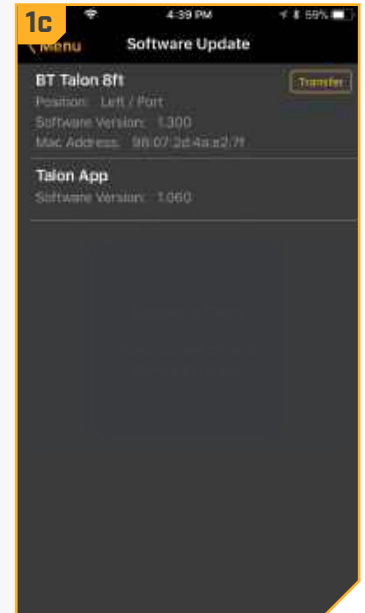 1c
4:39 PM
59%
Menu
Software Update
BT Talon 8ft
Transfer
Position: Left / Port
Software Version: 1.300
Mac Address: 98:07:2d:4a:e2:7f
Talon App
Software Version: 1.060